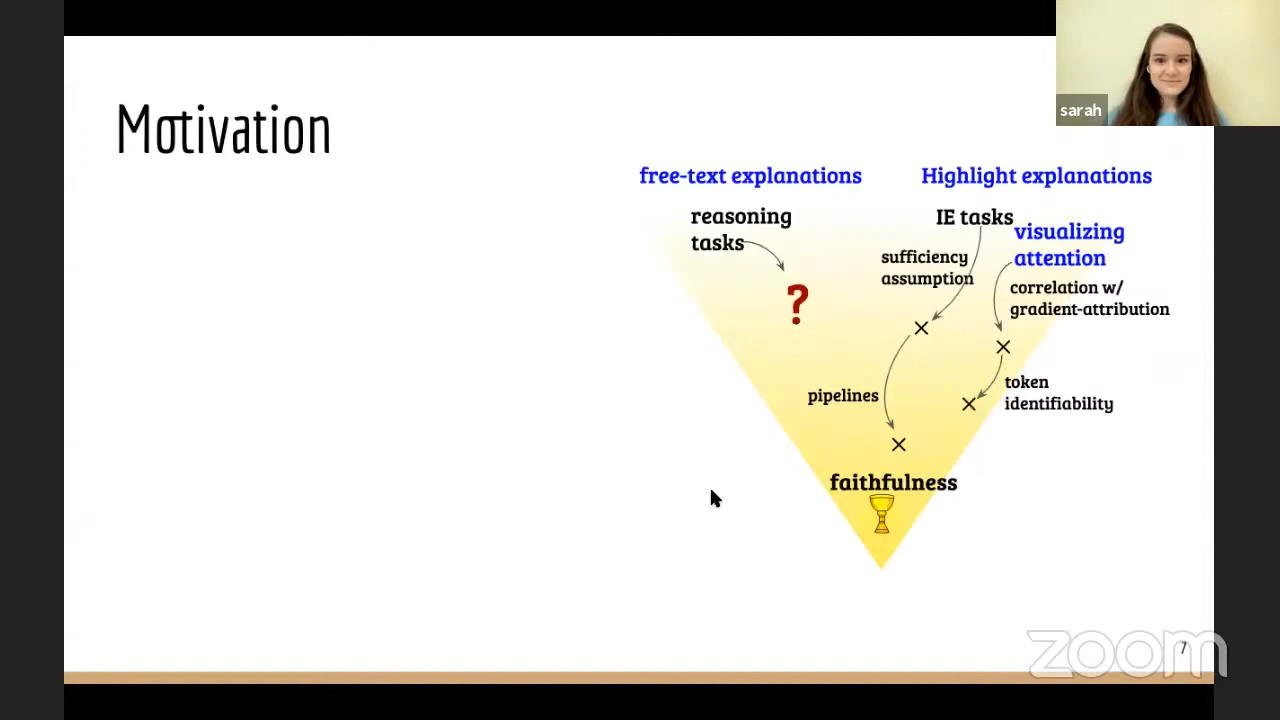 sarah
Motivation
free-text explanations
Highlight explanations
reasoning
tasks
?
IE tasks
visualizing
attention
sufficiency
assumption
correlation w/
gradient-attribution
pipelines
token
identifiability
faithfulness
7
zoom